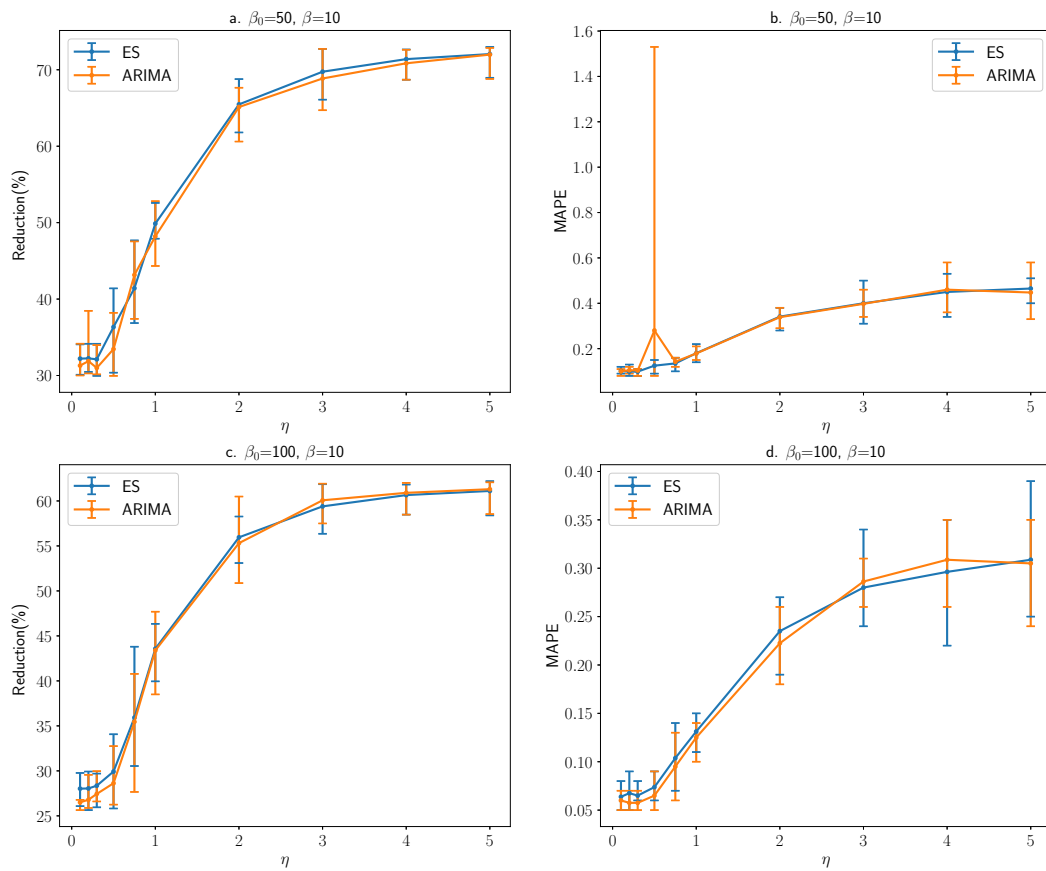 a. β₀=50, β=10
ES
ARIMA
Reduction(%)
70
60
50
40
30
0 1 2 3 4 5
η
b. β₀=50, β=10
ES
ARIMA
MAPE
1.6
1.4
1.2
1.0
0.8
0.6
0.4
0.2
0 1 2 3 4 5
η
c. β₀=100, β=10
ES
ARIMA
Reduction(%)
60
55
50
45
40
35
30
25
0 1 2 3 4 5
η
d. β₀=100, β=10
ES
ARIMA
MAPE
0.40
0.35
0.30
0.25
0.20
0.15
0.10
0.05
0 1 2 3 4 5
η